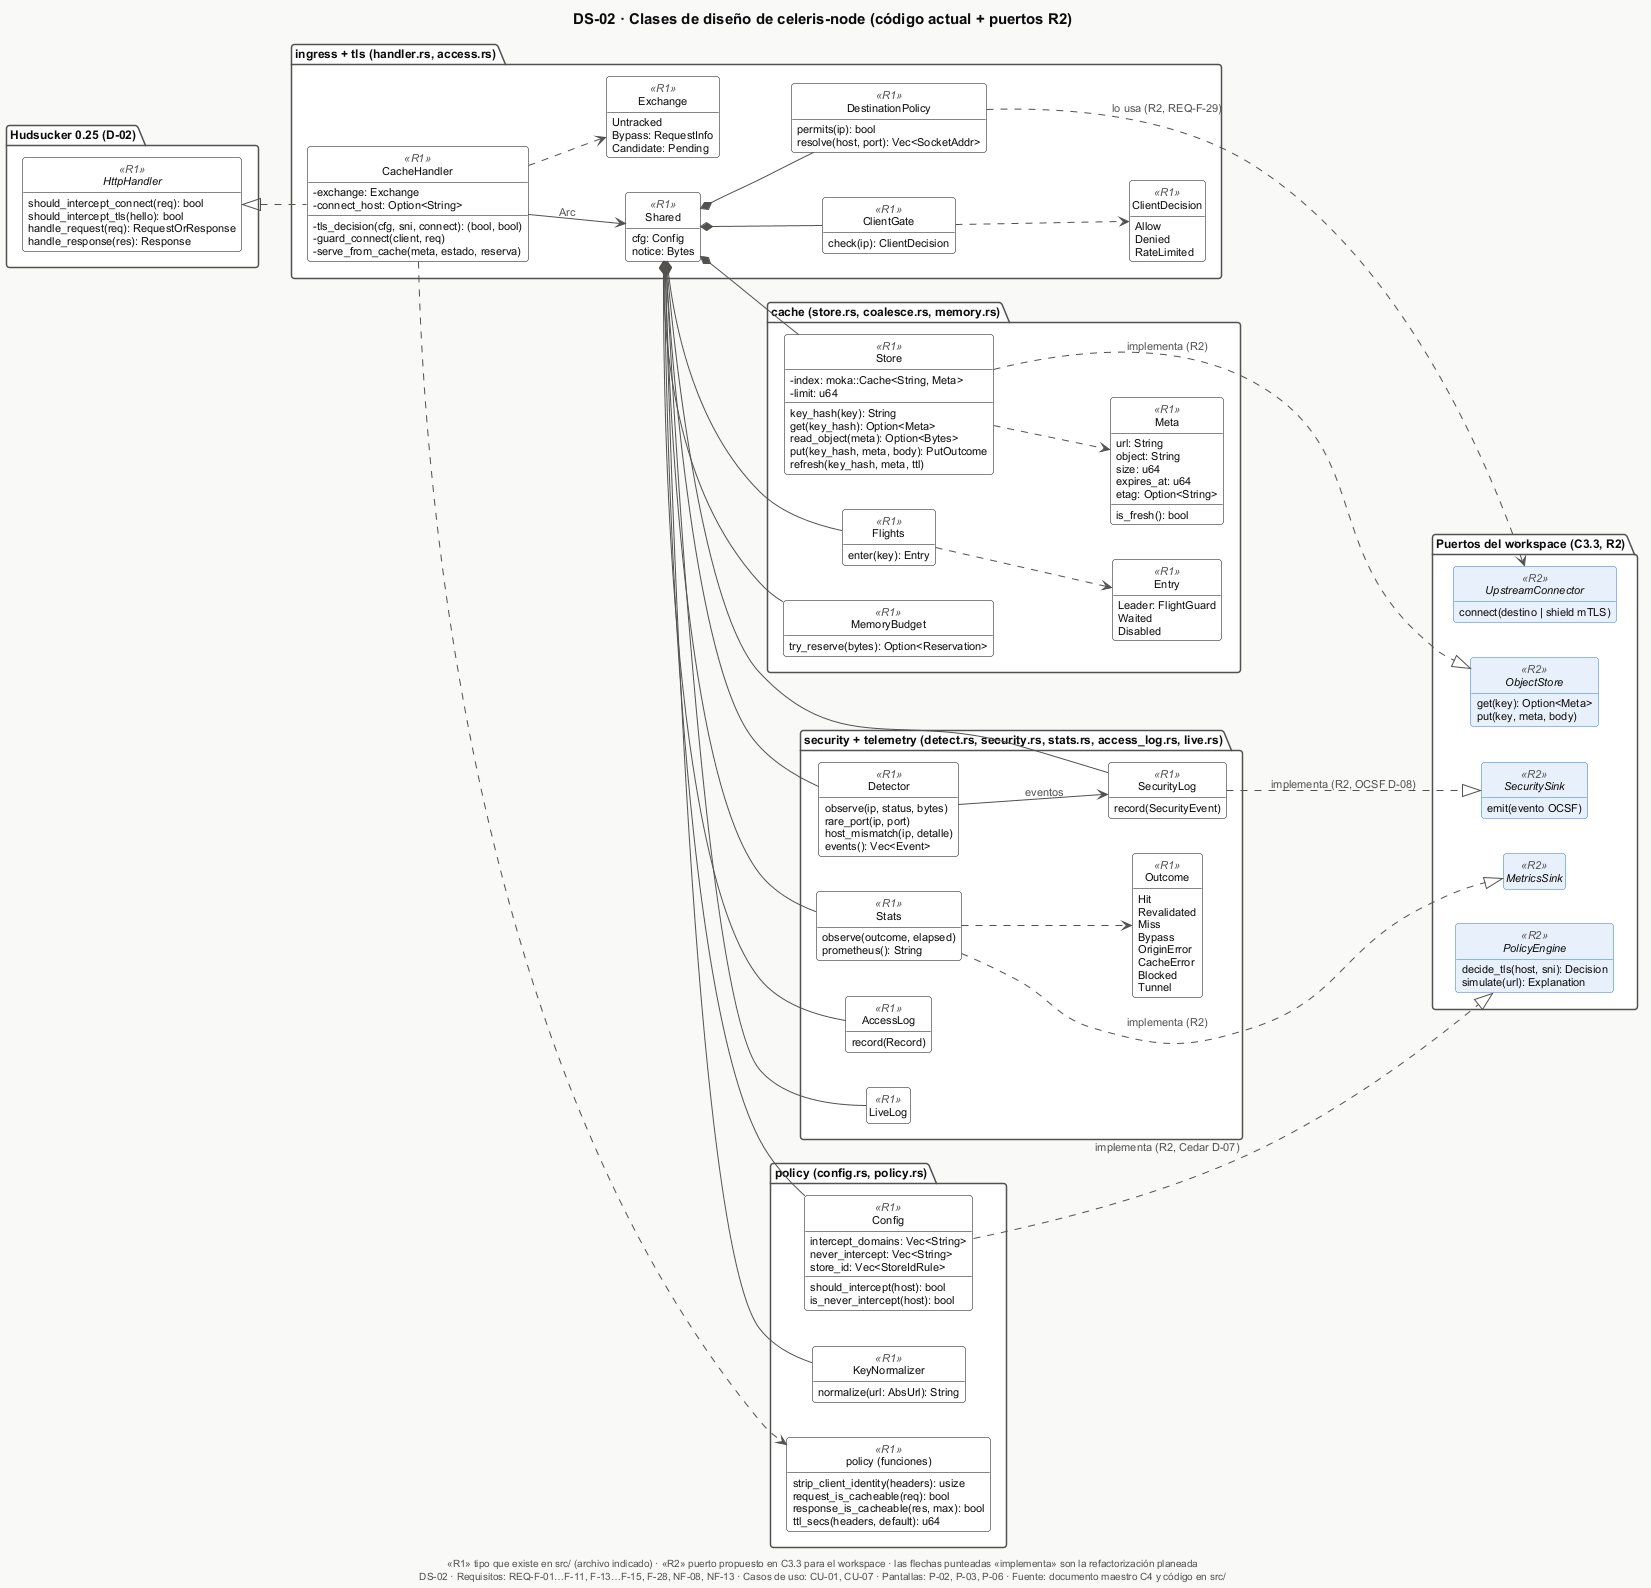 DS-02 · Clases de diseño de celeris-node (código actual + puertos R2)
Hudsucker 0.25 (D-02)
«R1»
HttpHandler
should_intercept_connect(req): bool
should_intercept_tls(hello): bool
handle_request(req): RequestOrResponse
handle_response(res): Response
ingress + tls (handler.rs, access.rs)
«R1»
CacheHandler
-exchange: Exchange
-connect_host: Option<String>
-tls_decision(cfg, sni, connect): (bool, bool)
-guard_connect(client, req)
-serve_from_cache(meta, estado, reserva)
«R1»
Exchange
Untracked
Bypass: RequestInfo
Candidate: Pending
Arc
«R1»
Shared
cfg: Config
notice: Bytes
«R1»
DestinationPolicy
permits(ip): bool
resolve(host, port): Vec<SocketAddr>
lo usa (R2, REQ-F-29)
«R1»
ClientGate
check(ip): ClientDecision
«R1»
ClientDecision
Allow
Denied
RateLimited
cache (store.rs, coalesce.rs, memory.rs)
«R1»
Store
-index: moka::Cache<String, Meta>
-limit: u64
key_hash(key): String
get(key_hash): Option<Meta>
read_object(meta): Option<Bytes>
put(key_hash, meta, body): PutOutcome
refresh(key_hash, meta, ttl)
implementa (R2)
«R1»
Meta
url: String
object: String
size: u64
expires_at: u64
etag: Option<String>
is_fresh(): bool
«R1»
Flights
enter(key): Entry
«R1»
Entry
Leader: FlightGuard
Waited
Disabled
«R1»
MemoryBudget
try_reserve(bytes): Option<Reservation>
security + telemetry (detect.rs, security.rs, stats.rs, access_log.rs, live.rs)
«R1»
Detector
observe(ip, status, bytes)
rare_port(ip, port)
host_mismatch(ip, detalle)
events(): Vec<Event>
eventos
«R1»
SecurityLog
record(SecurityEvent)
implementa (R2, OCSF D-08)
«R1»
Stats
observe(outcome, elapsed)
prometheus(): String
«R1»
Outcome
Hit
Revalidated
Miss
Bypass
OriginError
CacheError
Blocked
Tunnel
implementa (R2)
«R1»
AccessLog
record(Record)
«R1»
LiveLog
implementa (R2, Cedar D-07)
policy (config.rs, policy.rs)
«R1»
Config
intercept_domains: Vec<String>
never_intercept: Vec<String>
store_id: Vec<StoreIdRule>
should_intercept(host): bool
is_never_intercept(host): bool
«R1»
KeyNormalizer
normalize(url: AbsUrl): String
«R1»
policy (funciones)
strip_client_identity(headers): usize
request_is_cacheable(req): bool
response_is_cacheable(res, max): bool
ttl_secs(headers, default): u64
Puertos del workspace (C3.3, R2)
«R2»
UpstreamConnector
connect(destino | shield mTLS)
«R2»
ObjectStore
get(key): Option<Meta>
put(key, meta, body)
«R2»
SecuritySink
emit(evento OCSF)
«R2»
MetricsSink
«R2»
PolicyEngine
decide_tls(host, sni): Decision
simulate(url): Explanation
«R1» tipo que existe en src/ (archivo indicado) · «R2» puerto propuesto en C3.3 para el workspace · las flechas punteadas «implementa» son la refactorización planeada
DS-02 · Requisitos: REQ-F-01…F-11, F-13…F-15, F-28, NF-08, NF-13 · Casos de uso: CU-01, CU-07 · Pantallas: P-02, P-03, P-06 · Fuente: documento maestro C4 y código en src/